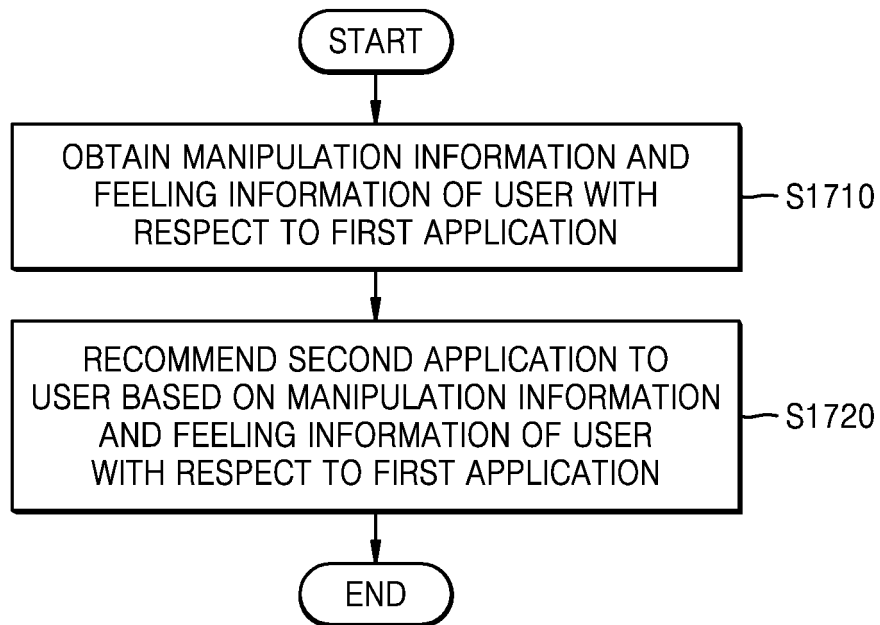 START
OBTAIN MANIPULATION INFORMATION AND
FEELING INFORMATION OF USER WITH
RESPECT TO FIRST APPLICATION
S1710
RECOMMEND SECOND APPLICATION TO
USER BASED ON MANIPULATION INFORMATION
AND FEELING INFORMATION OF USER
WITH RESPECT TO FIRST APPLICATION
S1720
END